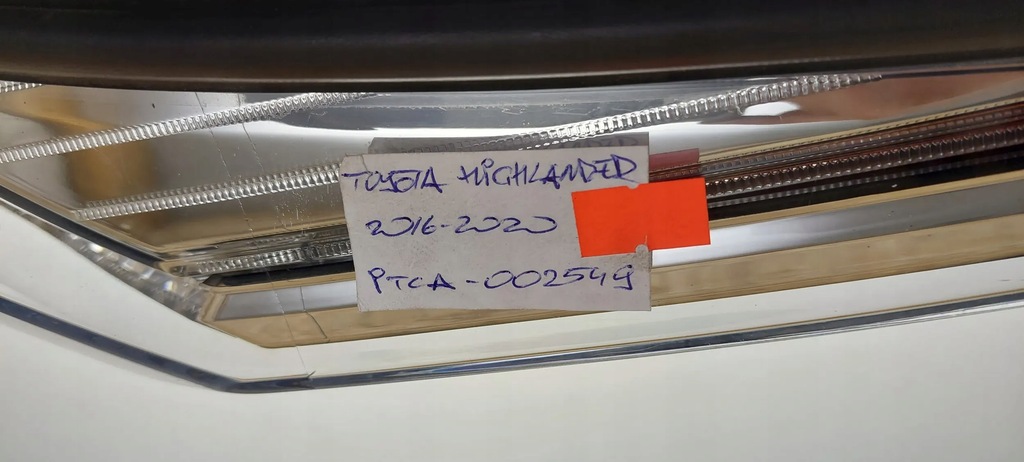 TOYOTA HIGHLANDER
2016-2020
PTCA-002549